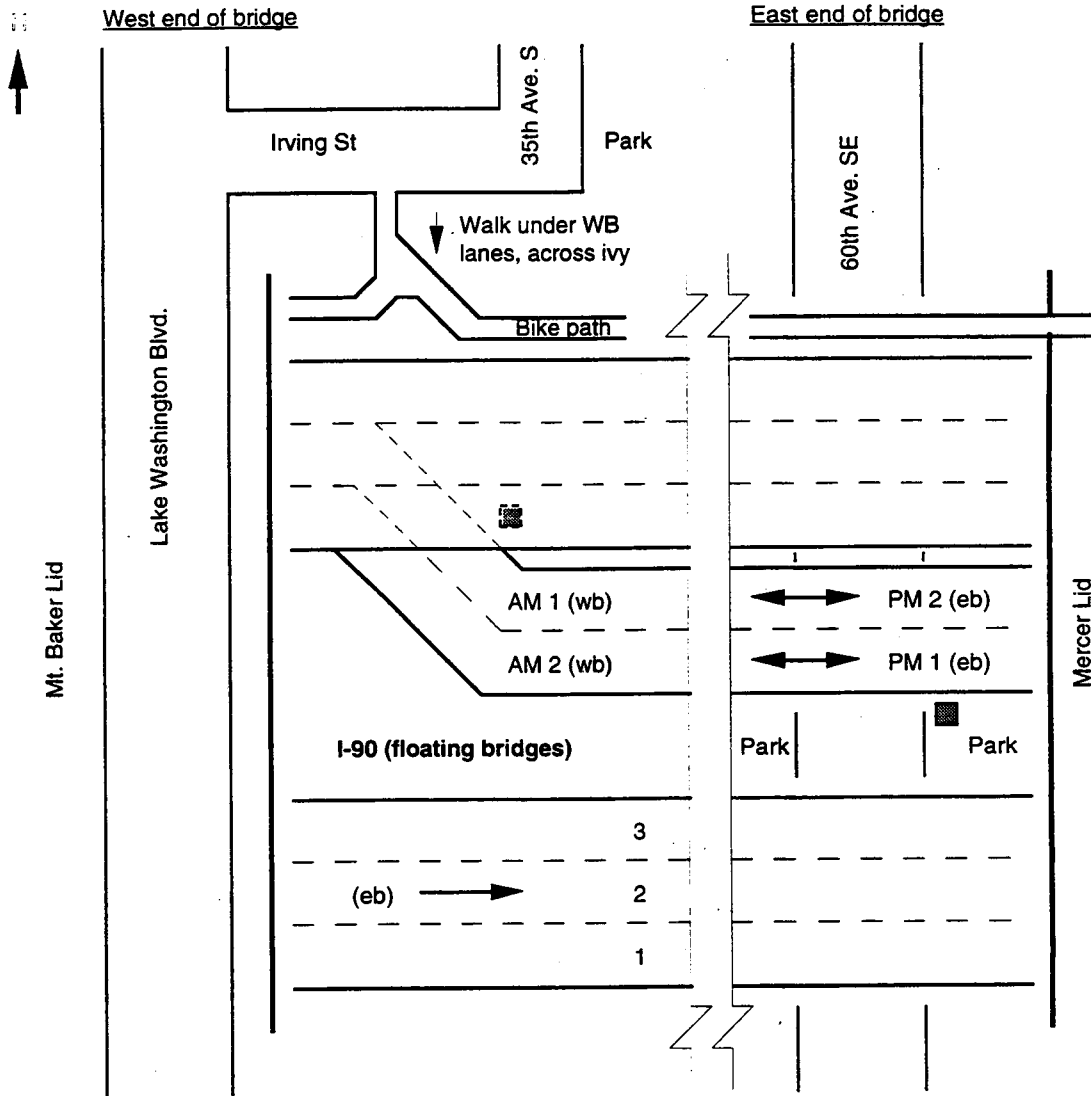 West end of bridge
East end of bridge
Irving St
35th Ave. S
Park
60th Ave. SE
Walk under WB
lanes, across ivy
Bike path
Lake Washington Blvd.
Mt. Baker Lid
Mercer Lid
AM 1 (wb)
PM 2 (eb)
AM 2 (wb)
PM 1 (eb)
I-90 (floating bridges)
Park
Park
3
(eb)
2
1